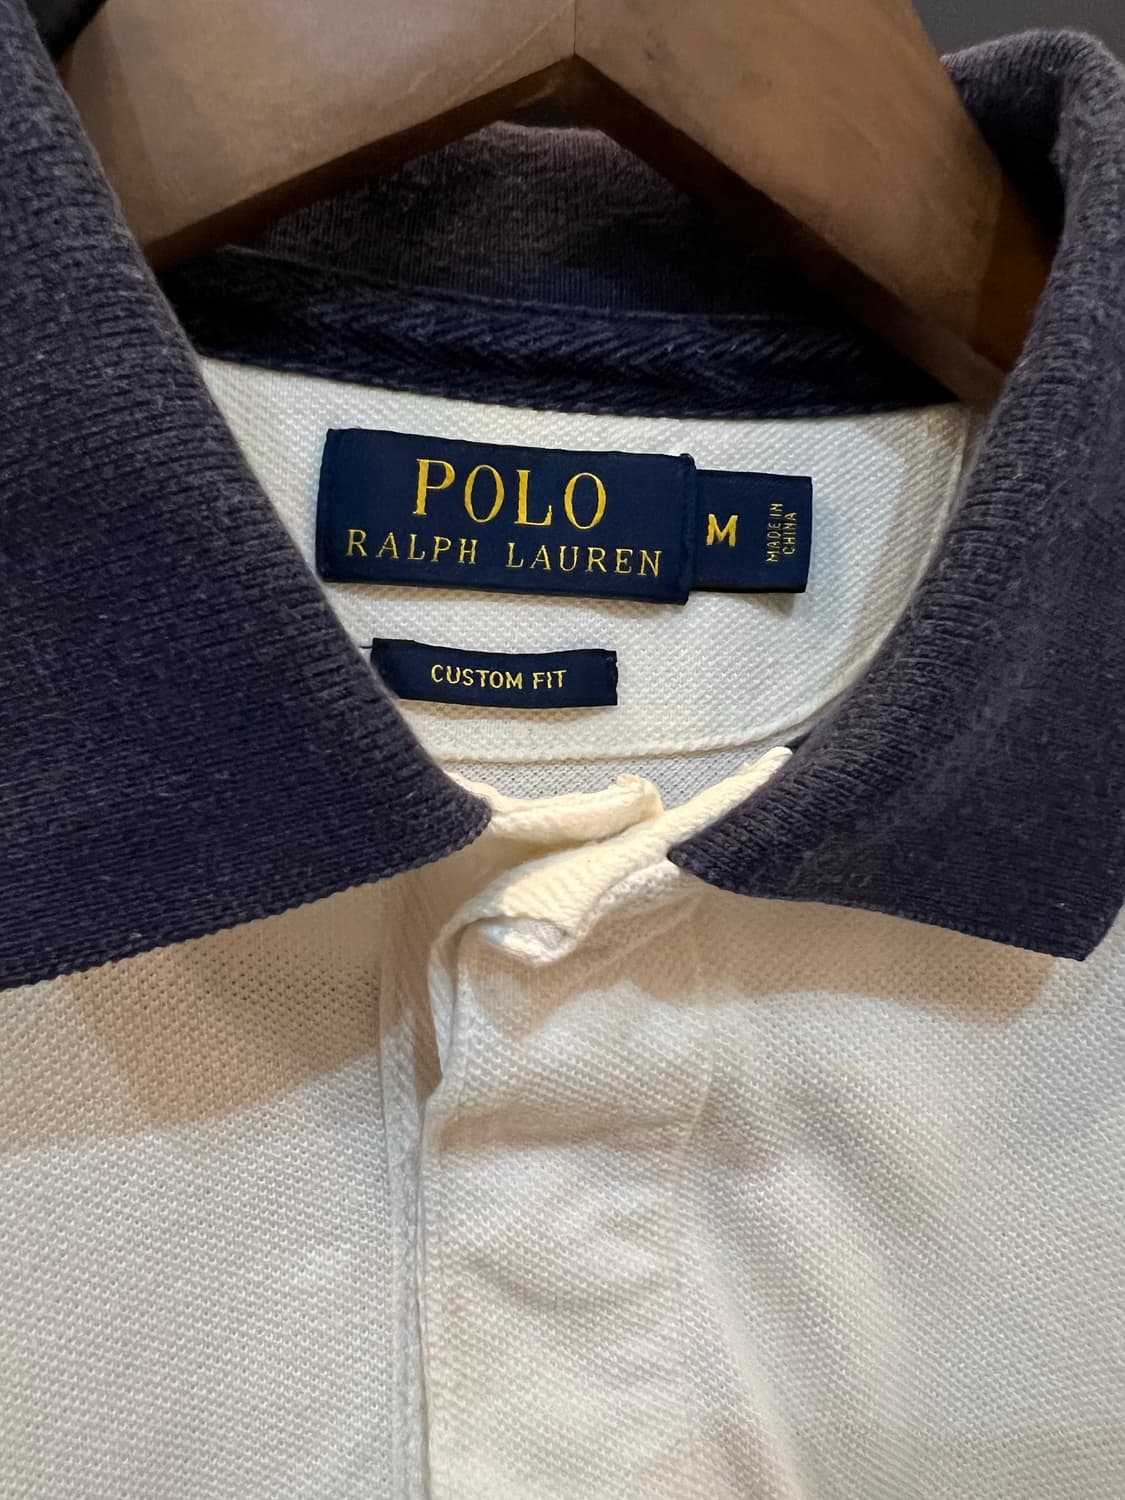 POLO
RALPH LAUREN
M
MADE IN
CHINA
CUSTOM FIT